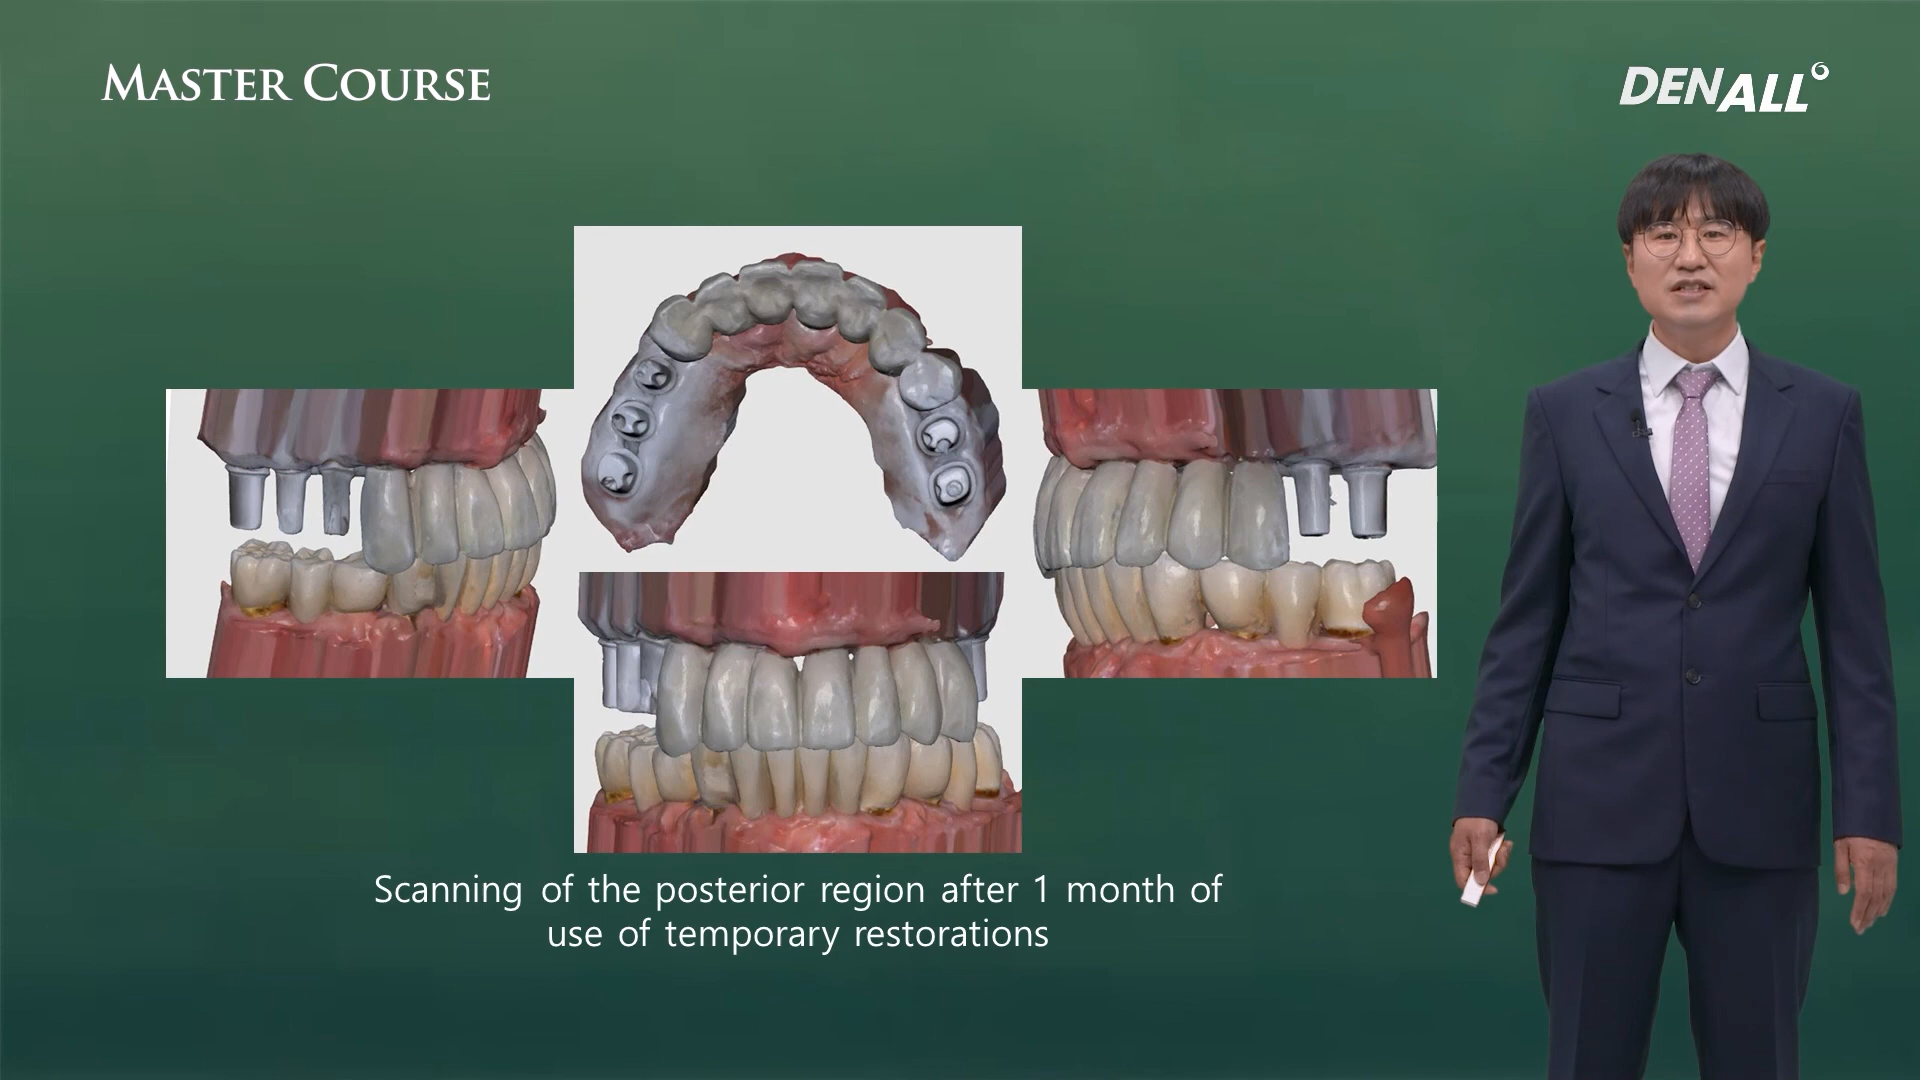 MASTER COURSE
DENALL
Scanning of the posterior region after 1 month of
use of temporary restorations